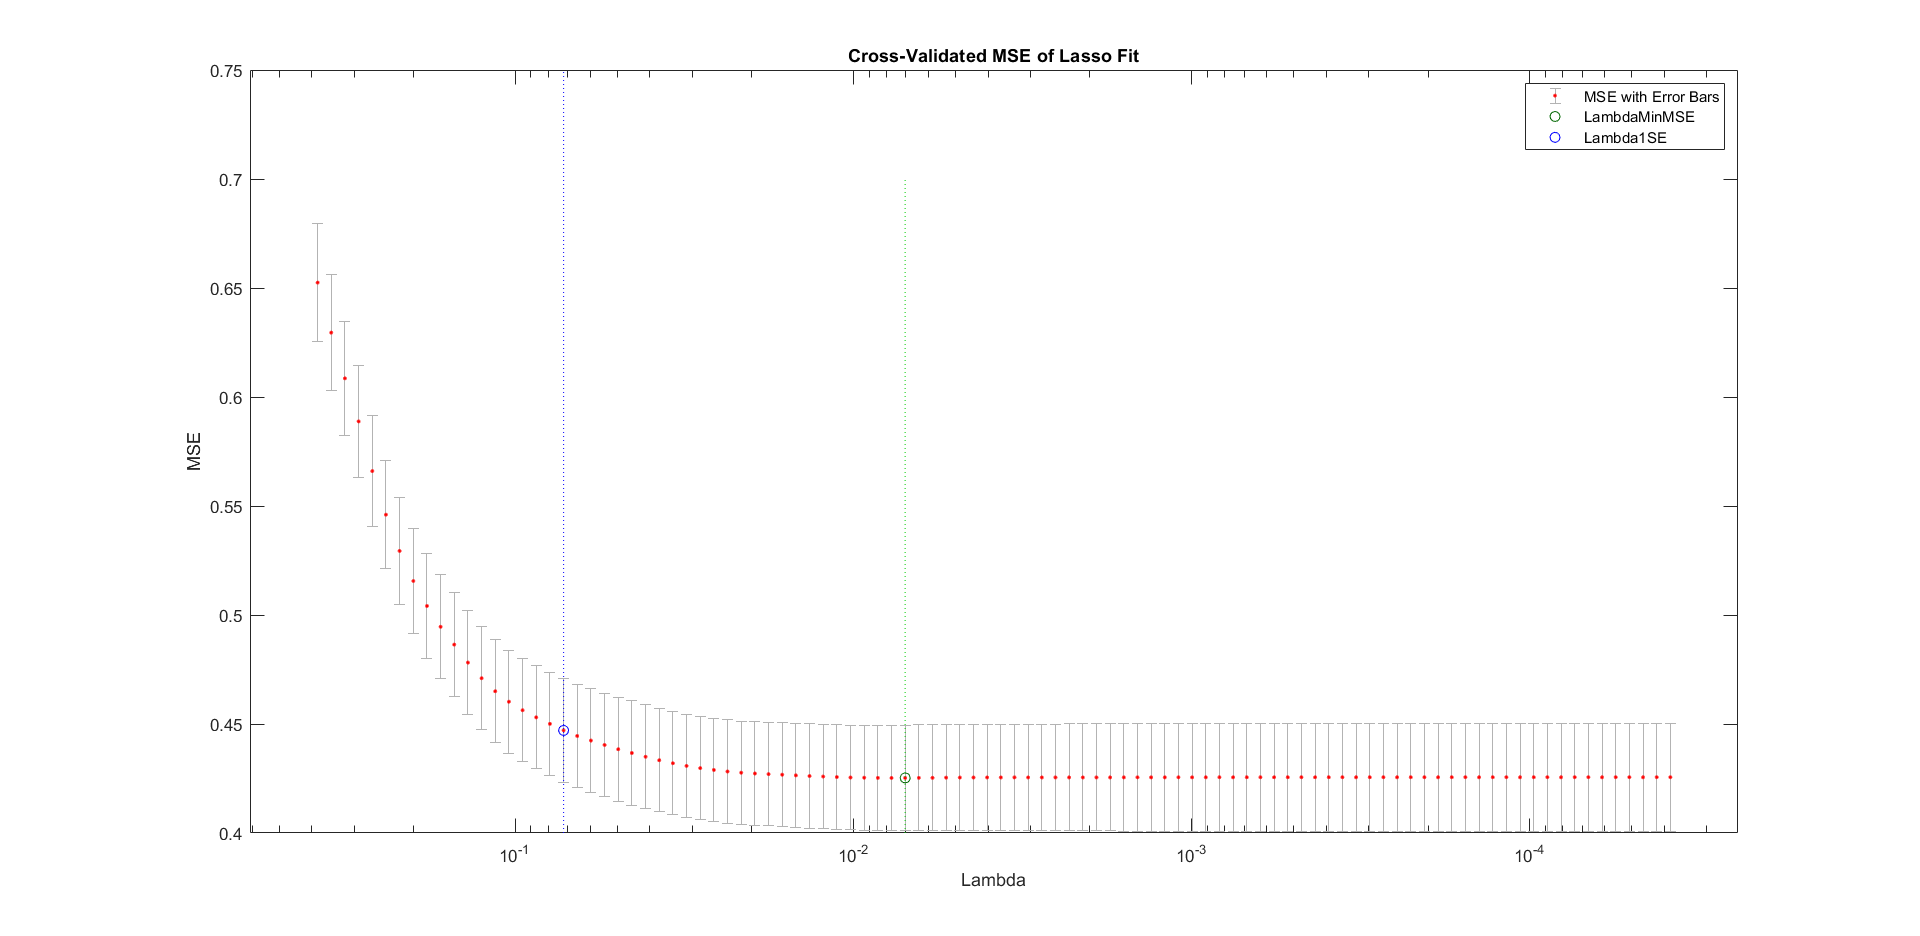 Cross-Validated MSE of Lasso Fit
0.75
0.7
0.65
0.6
0.55
0.5
0.45
0.4
MSE
MSE with Error Bars
LambdaMinMSE
Lambda1SE
10-1 10-2 10-3 10-4
Lambda